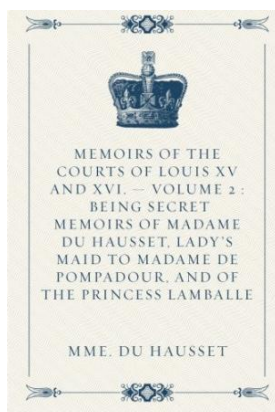 MEMOIRS OF THE
COURTS OF LOUIS XV
AND XVI. — VOLUME 2 :
BEING SECRET
MEMOIRS OF MADAME
DU HAUSSET, LADY'S
MAID TO MADAME DE
POMPADOUR, AND OF
THE PRINCESS LAMBALLE
MME. DU HAUSSET